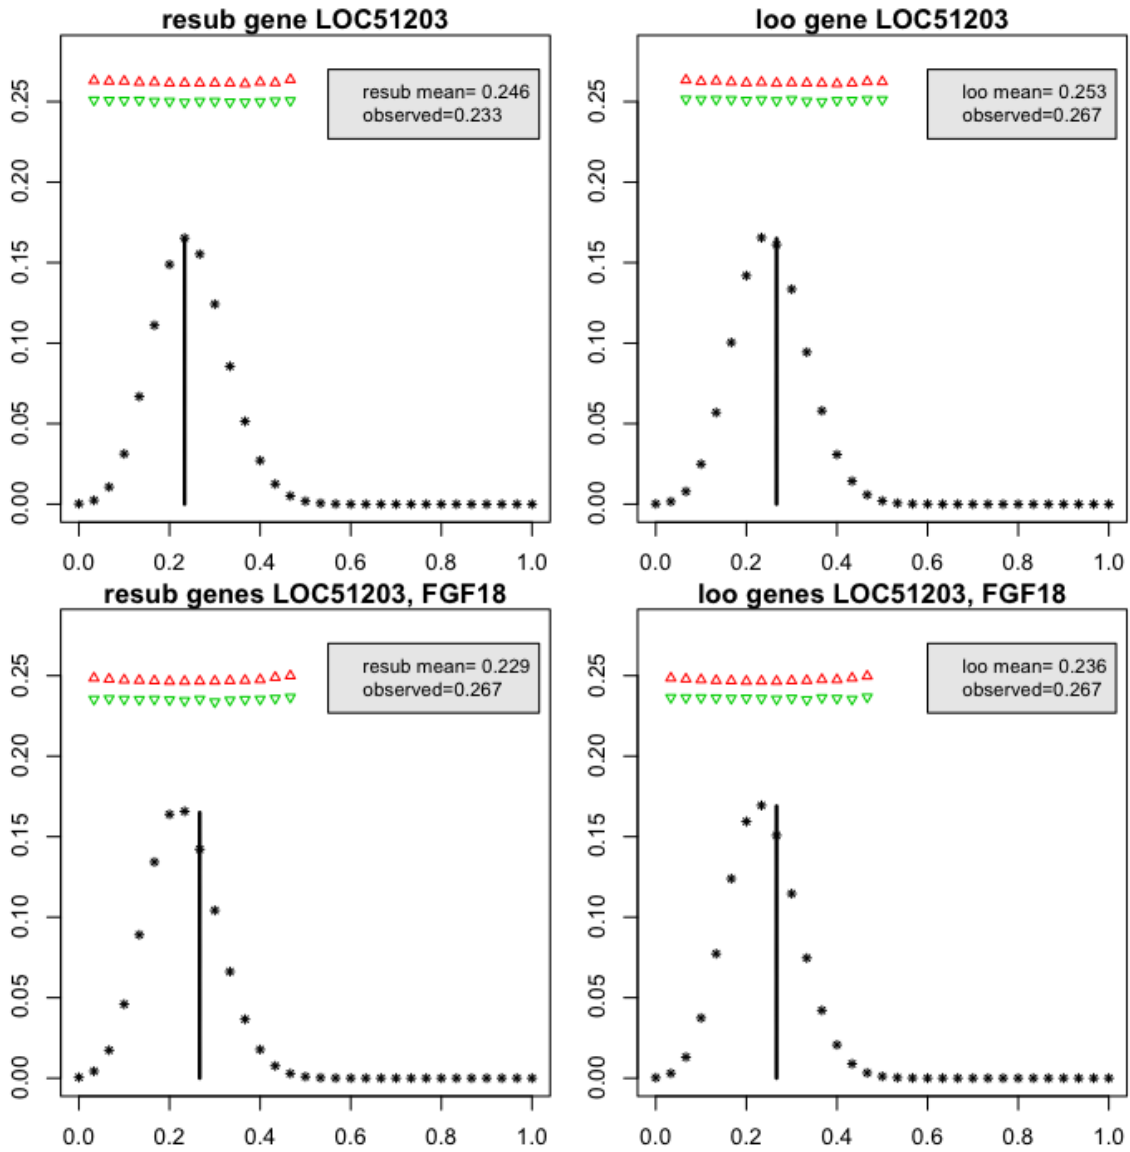 resub gene LOC51203
0.25
0.20
0.15
0.10
0.05
0.00
resub mean= 0.246
observed=0.233
0.0 0.2 0.4 0.6 0.8 1.0
loo gene LOC51203
0.25
0.20
0.15
0.10
0.05
0.00
loo mean= 0.253
observed=0.267
0.0 0.2 0.4 0.6 0.8 1.0
resub genes LOC51203, FGF18
0.25
0.20
0.15
0.10
0.05
0.00
resub mean= 0.229
observed=0.267
0.0 0.2 0.4 0.6 0.8 1.0
loo genes LOC51203, FGF18
0.25
0.20
0.15
0.10
0.05
0.00
loo mean= 0.236
observed=0.267
0.0 0.2 0.4 0.6 0.8 1.0